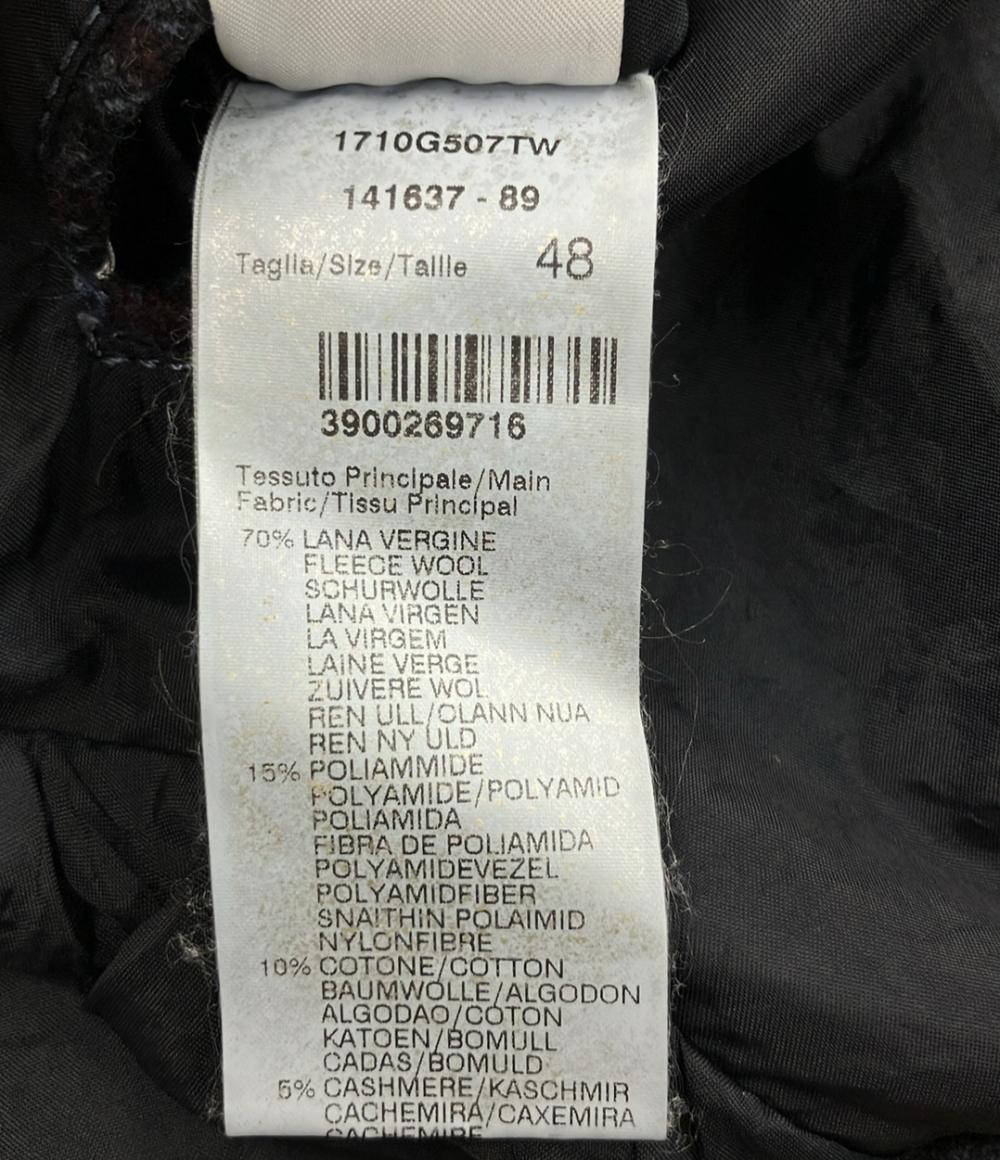 1710G507TW
141637 - 89
Taglia/Size/Taille 48
3900269716
Tessuto Principale/Main
Fabric/Tissu Principal
70% LANA VERGINE
FLEECE WOOL
SCHURWOLLE
LANA VIRGEN
LA VIRGEM
LAINE VERGE
ZUIVERE WOL
REN ULL/OLANN NUA
REN NY ULD
15% POLIAMMIDE
POLYAMIDE/POLYAMID
POLIAMIDA
FIBRA DE POLIAMIDA
POLYAMIDEVEZEL
POLYAMIDFIBER
SNAITHIN POLAIMID
NYLONFIBRE
10% COTONE/COTTON
BAUMWOLLE/ALGODON
ALGODAO/COTON
KATOEN/BOMULL
CADAS/BOMULD
5% CASHMERE/KASCHMIR
CACHEMIRA/CAXEMIRA
CACHEMIRE